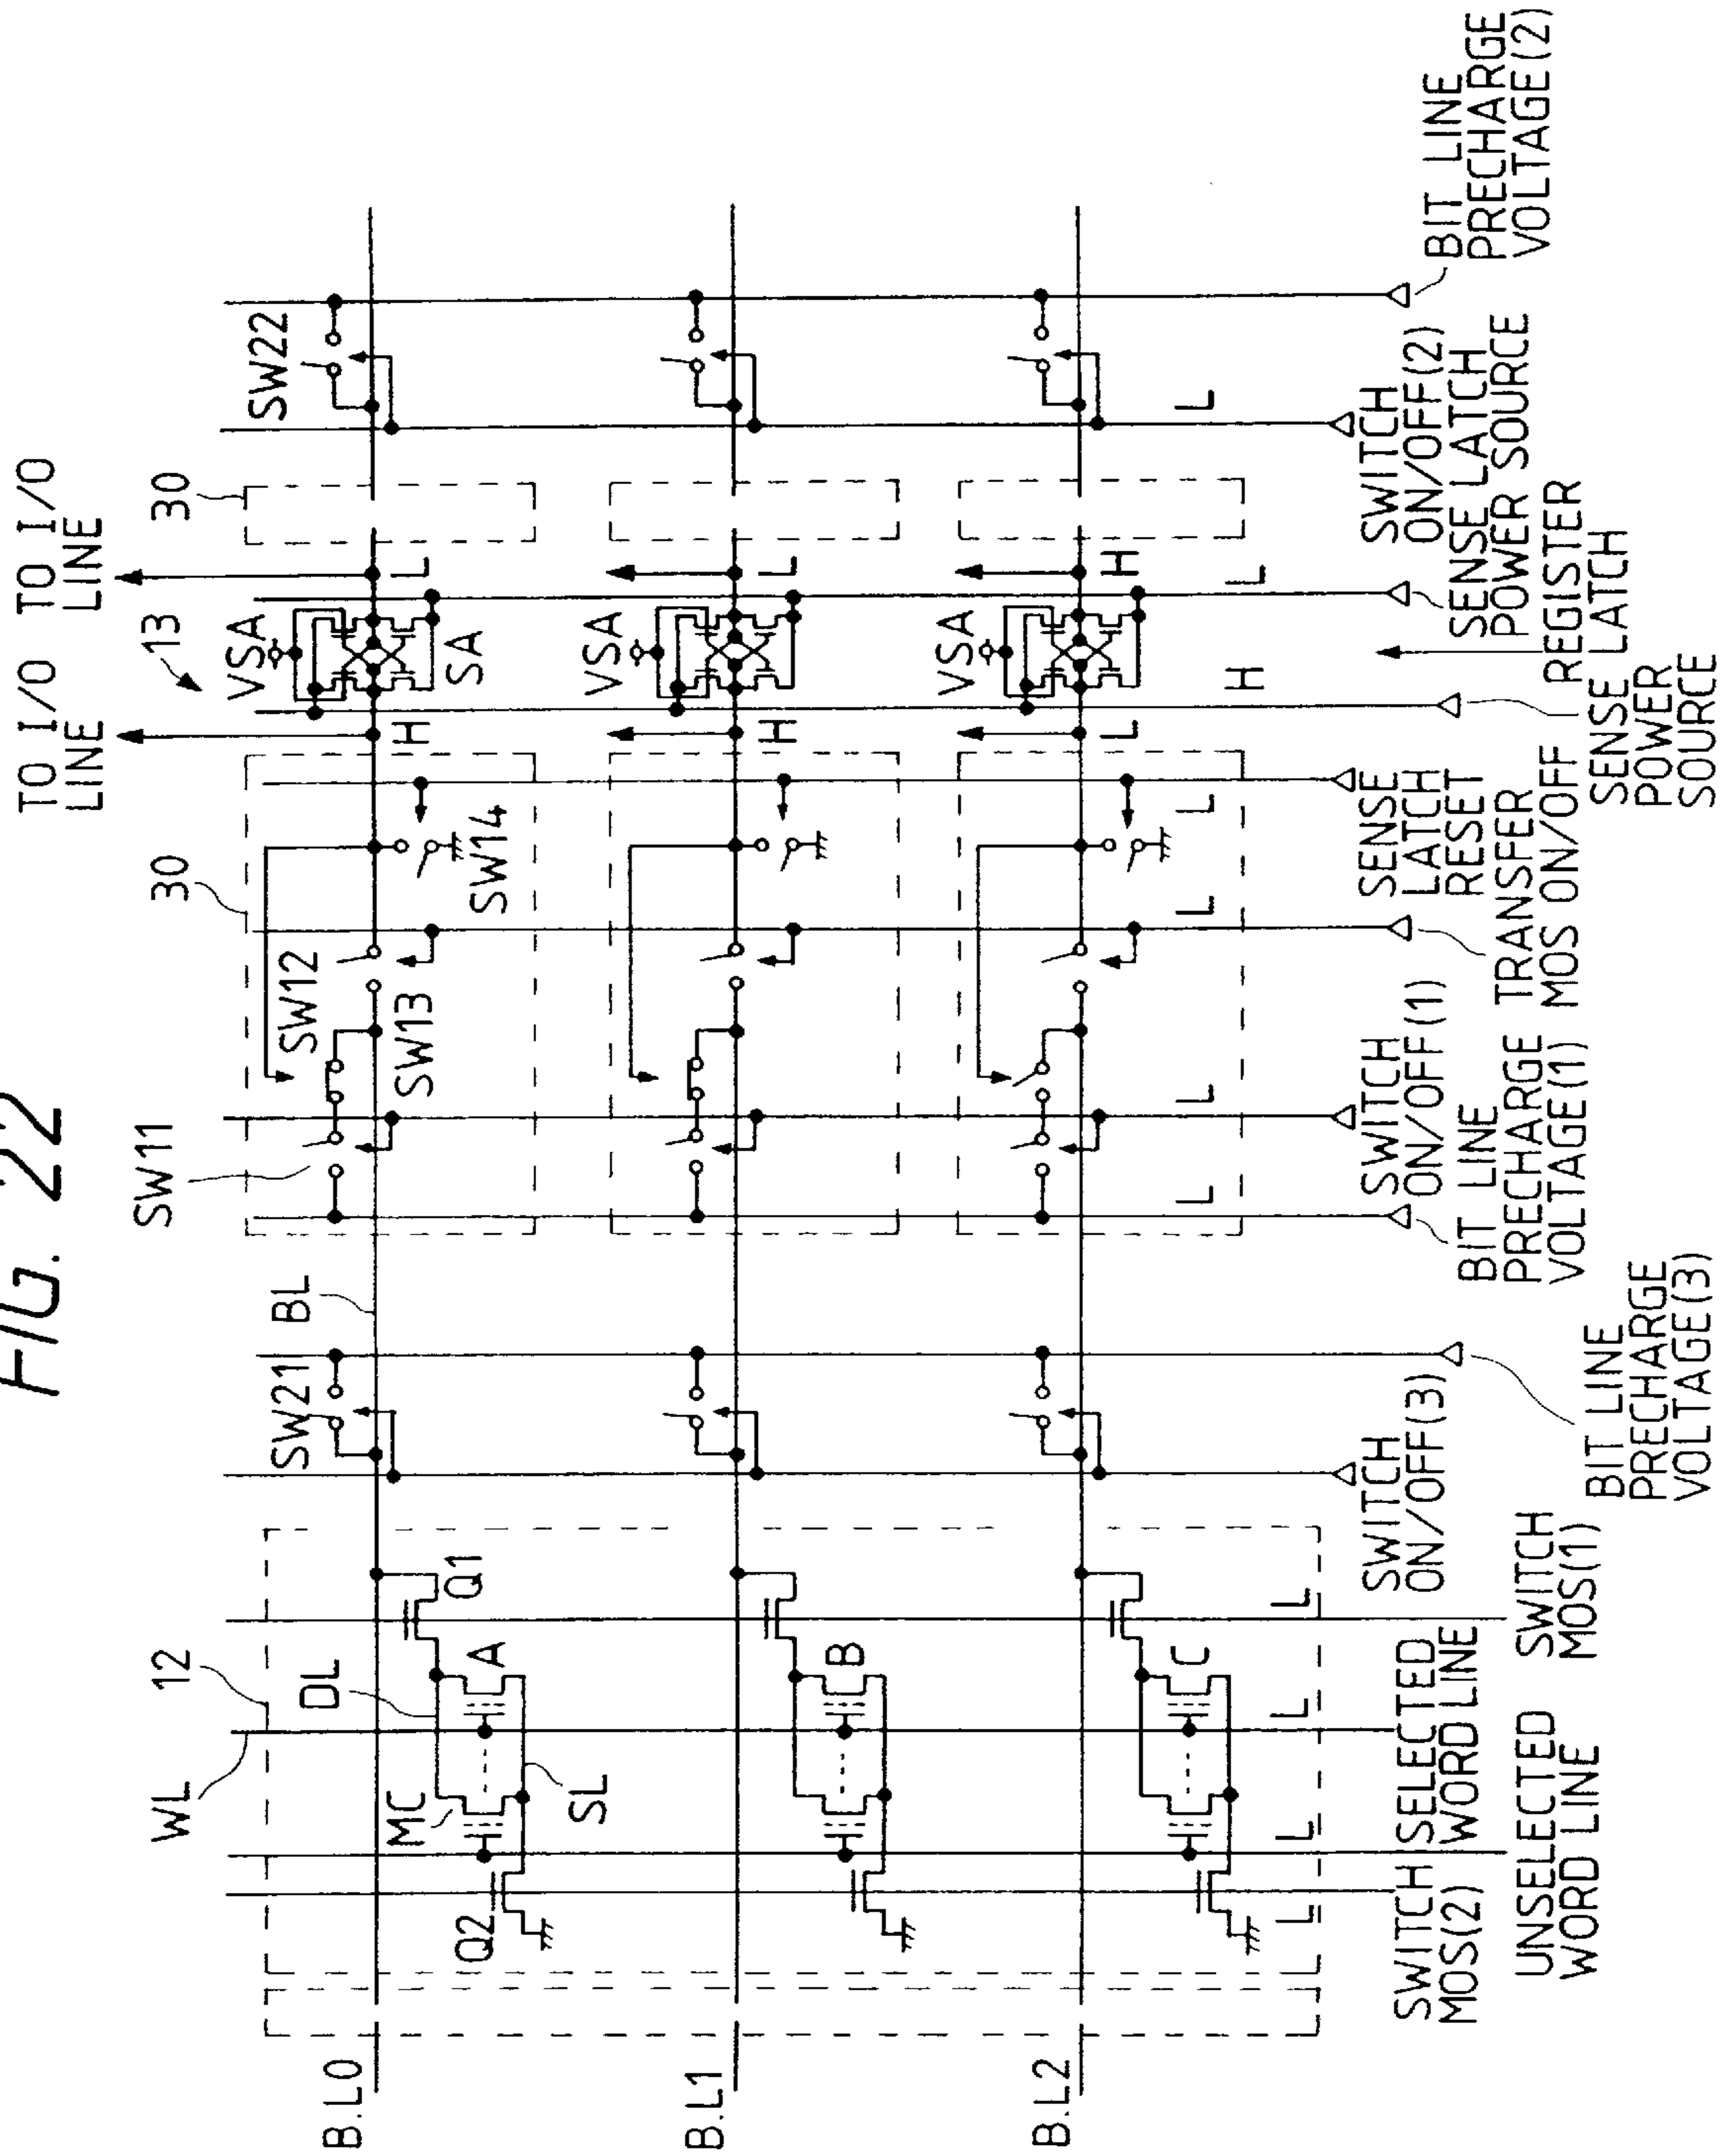 FIG. 22
TO I/O
LINE
TO I/O
LINE
13
30
30
SW11
SW12
SW13
SW14
VSA
SA
SW22
WL
12
DL
MC
A
SL
Q1
Q2
SW21
BL
B.L0
H
L
VSA
B
B.L1
H
L
VSA
C
B.L2
L
H
L
L
L
L
L
L
L
L
H
L
L
SWITCH
MOS(2)
UNSELECTED
WORD LINE
SELECTED
WORD LINE
SWITCH
MOS(1)
SWITCH
ON/OFF(3)
BIT LINE
PRECHARGE
VOLTAGE(3)
BIT LINE
PRECHARGE
VOLTAGE(1)
SWITCH
ON/OFF(1)
TRANSFER
MOS ON/OFF
SENSE
LATCH
RESET
SENSE LATCH
POWER
SOURCE
REGISTER
SENSE LATCH
POWER SOURCE
SWITCH
ON/OFF(2)
BIT LINE
PRECHARGE
VOLTAGE(2)